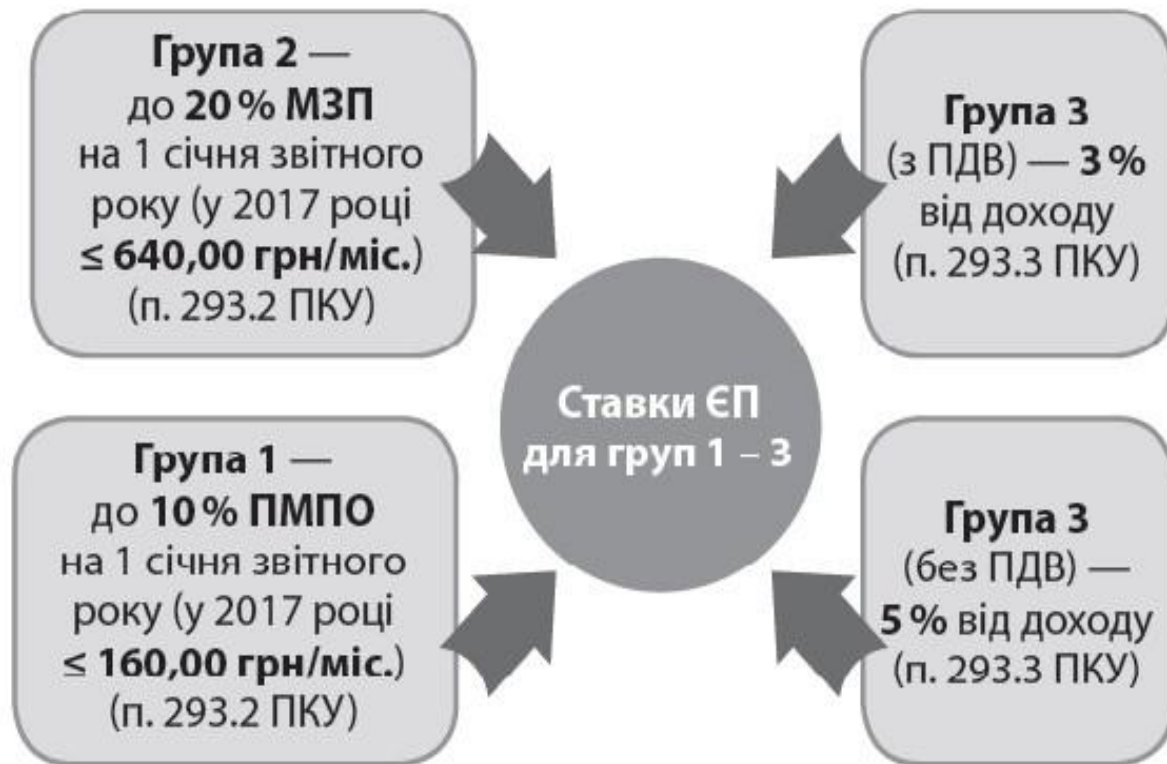 Група 2 —
до 20 % МЗП
на 1 січня звітного
року (у 2017 році
≤ 640,00 грн/міс.)
(п. 293.2 ПКУ)
Група 3
(з ПДВ) — 3 %
від доходу
(п. 293.3 ПКУ)
Ставки ЄП
для груп 1 – 3
Група 1 —
до 10 % ПМПО
на 1 січня звітного
року (у 2017 році
≤ 160,00 грн/міс.)
(п. 293.2 ПКУ)
Група 3
(без ПДВ) —
5 % від доходу
(п. 293.3 ПКУ)